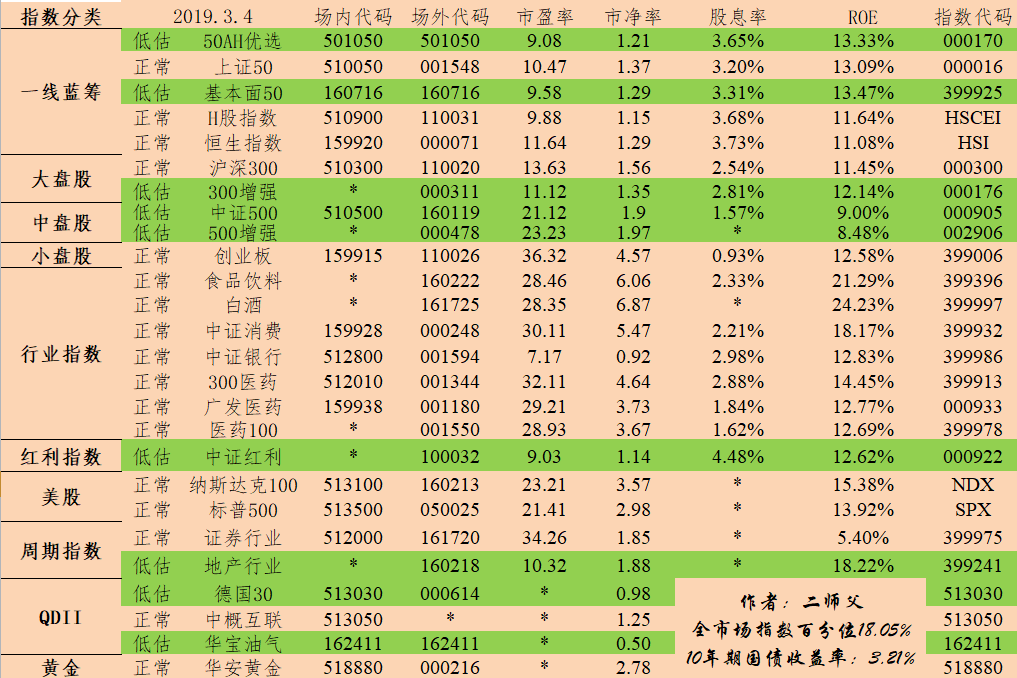 指数分类 2019.3.4 场内代码 场外代码 市盈率 市净率 股息率 ROE 指数代码
一线蓝筹
低估 50AH优选 501050 501050 9.08 1.21 3.65% 13.33% 000170
正常 上证50 510050 001548 10.47 1.37 3.20% 13.09% 000016
低估 基本面50 160716 160716 9.58 1.29 3.31% 13.47% 399925
正常 H股指数 510900 110031 9.88 1.15 3.68% 11.64% HSCEI
正常 恒生指数 159920 000071 11.64 1.29 3.73% 11.08% HSI
大盘股
正常 沪深300 510300 110020 13.63 1.56 2.54% 11.45% 000300
低估 300增强 * 000311 11.12 1.35 2.81% 12.14% 000176
中盘股
低估 中证500 510500 160119 21.12 1.9 1.57% 9.00% 000905
低估 500增强 * 000478 23.23 1.97 * 8.48% 002906
小盘股 正常 创业板 159915 110026 36.32 4.57 0.93% 12.58% 399006
行业指数
正常 食品饮料 * 160222 28.46 6.06 2.33% 21.29% 399396
正常 白酒 * 161725 28.35 6.87 * 24.23% 399997
正常 中证消费 159928 000248 30.11 5.47 2.21% 18.17% 399932
正常 中证银行 512800 001594 7.17 0.92 2.98% 12.83% 399986
正常 300医药 512010 001344 32.11 4.64 2.88% 14.45% 399913
正常 广发医药 159938 001180 29.21 3.73 1.84% 12.77% 000933
正常 医药100 * 001550 28.93 3.67 1.62% 12.69% 399978
红利指数 低估 中证红利 * 100032 9.03 1.14 4.48% 12.62% 000922
美股
正常 纳斯达克100 513100 160213 23.21 3.57 * 15.38% NDX
正常 标普500 513500 050025 21.41 2.98 * 13.92% SPX
周期指数
正常 证券行业 512000 161720 34.26 1.85 * 5.40% 399975
低估 地产行业 * 160218 10.32 1.88 * 18.22% 399241
QDII
低估 德国30 513030 000614 * 0.98 513030
正常 中概互联 513050 * * 1.25 513050
低估 华宝油气 162411 162411 * 0.50 162411
黄金 正常 华安黄金 518880 000216 * 2.78 518880
作者：二师父
全市场指数百分位18.05%
10年期国债收益率：3.21%